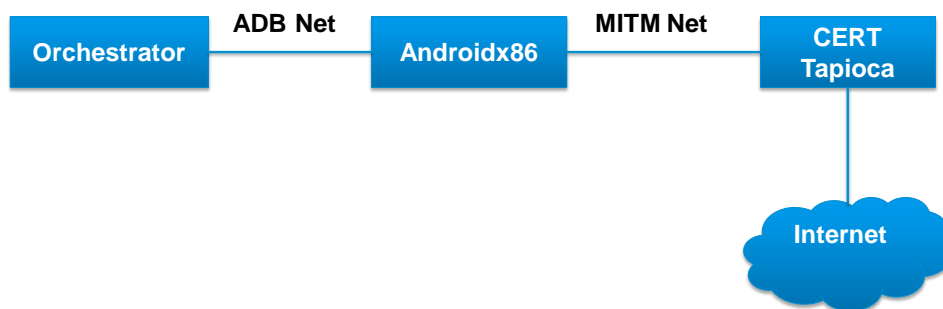 Orchestrator
ADB Net
Androidx86
MITM Net
CERT
Tapioca
Internet